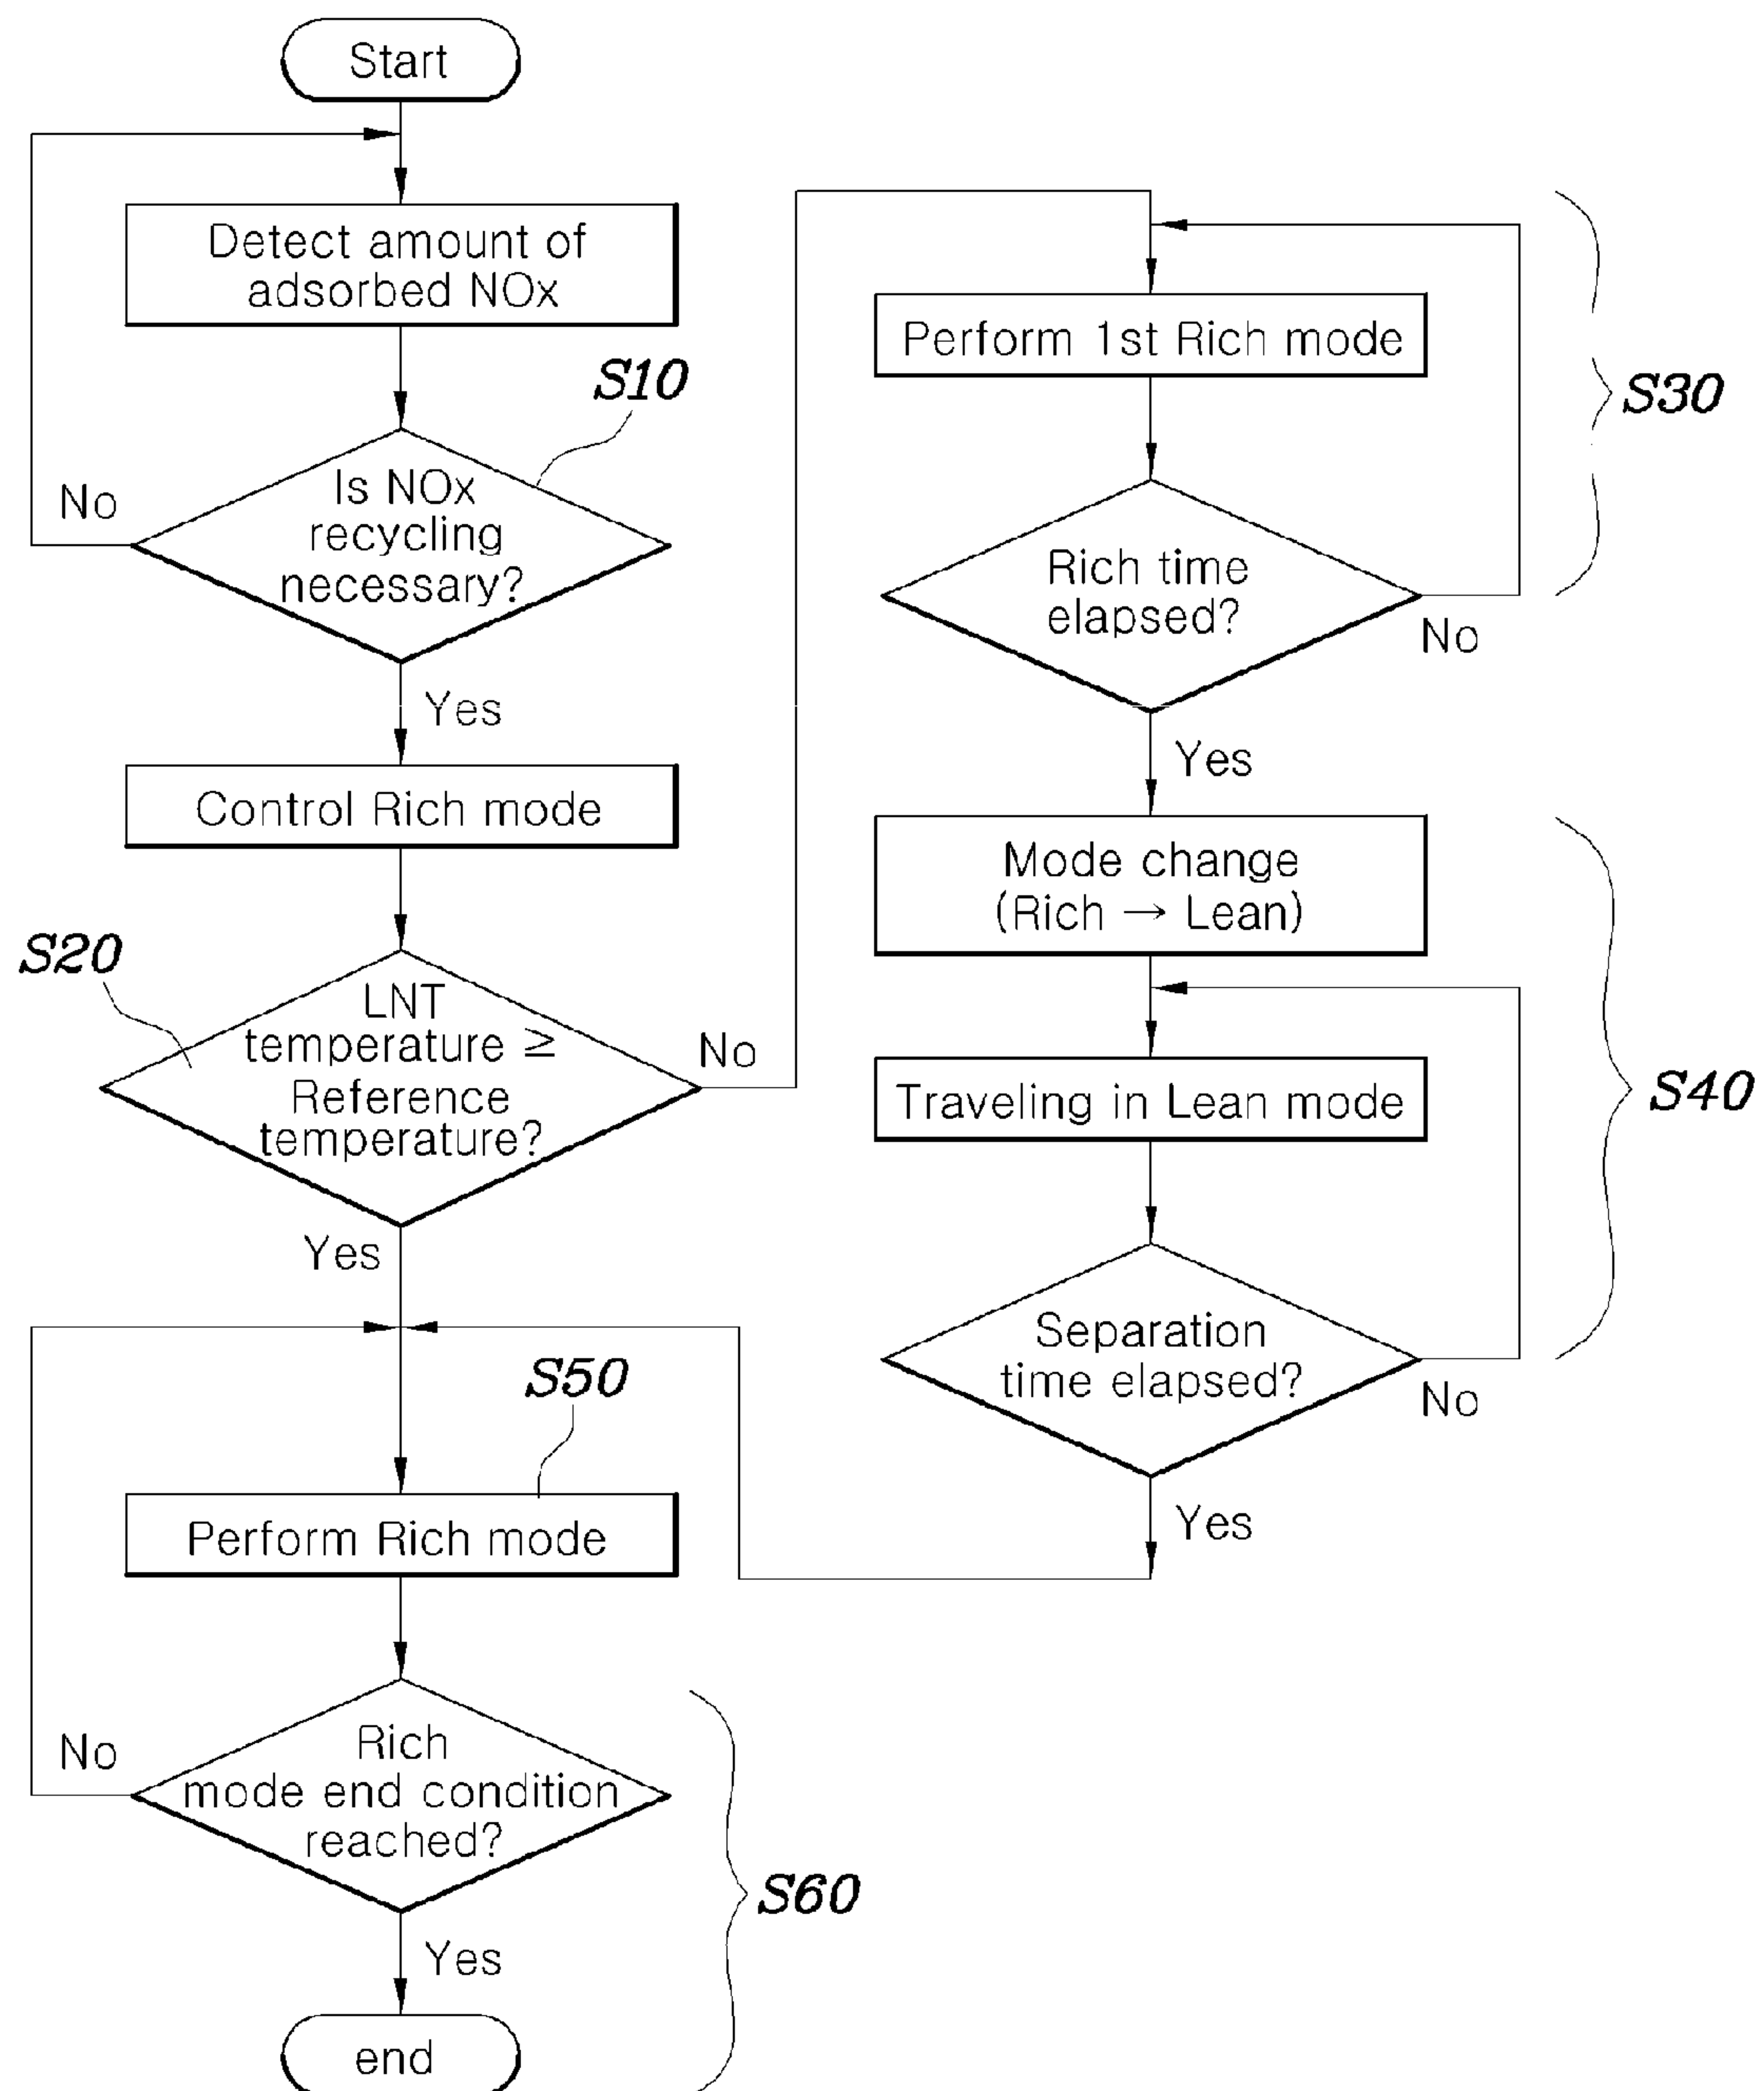 Start
Detect amount of
adsorbed NOx
S10
Is NOx
recycling
necessary?
No
Yes
Control Rich mode
S20
LNT
temperature ≥
Reference
temperature?
No
Yes
S50
Perform Rich mode
Rich
mode end condition
reached?
No
Yes
S60
end
Perform 1st Rich mode
S30
Rich time
elapsed?
No
Yes
Mode change
(Rich → Lean)
Traveling in Lean mode
S40
Separation
time elapsed?
No
Yes